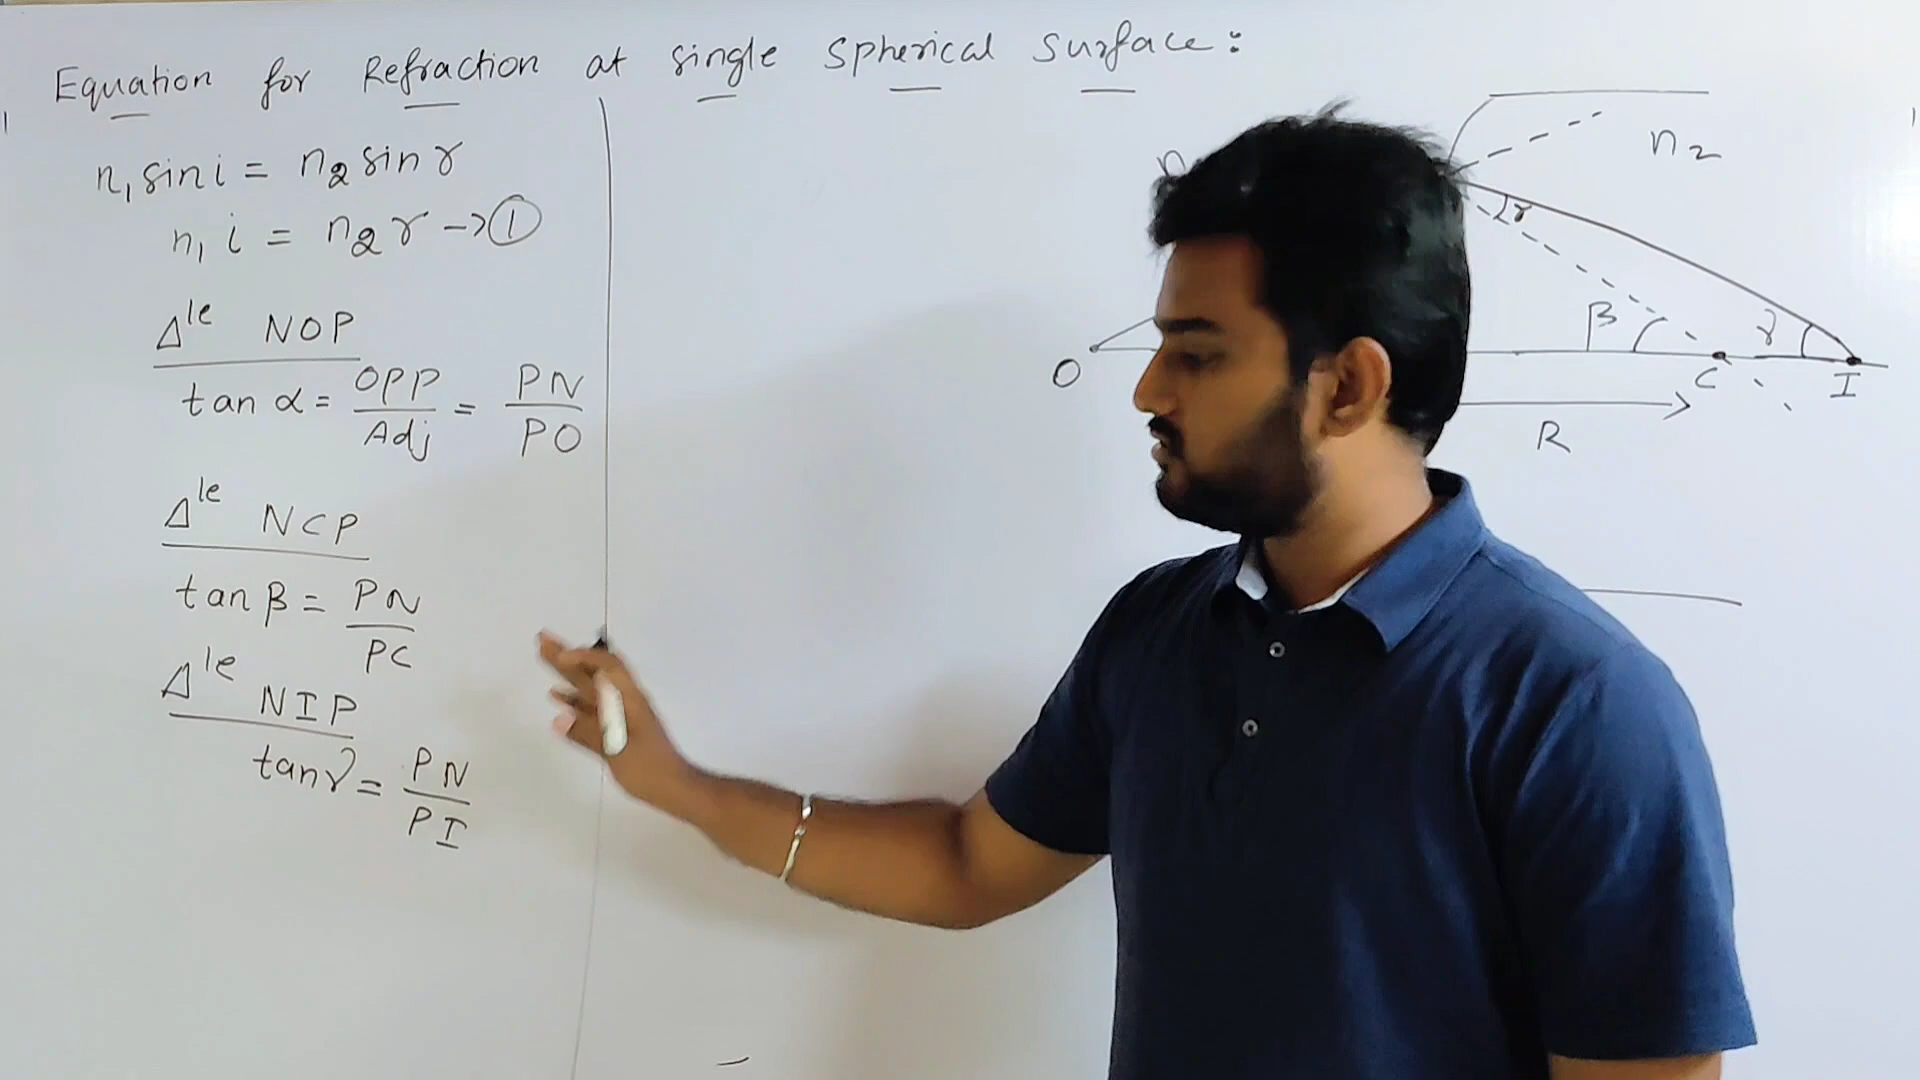 Equation for Refraction at single Spherical Surface:
n₁ sin i = n₂ sin r
n₁ i = n₂ r → ①
Δle NOP
tan α = OPP/Adj = PN/PO
Δle NCP
tan β = PN/PC
Δle NIP
tan γ = PN/PI
n₂
r
β γ
O C I
R